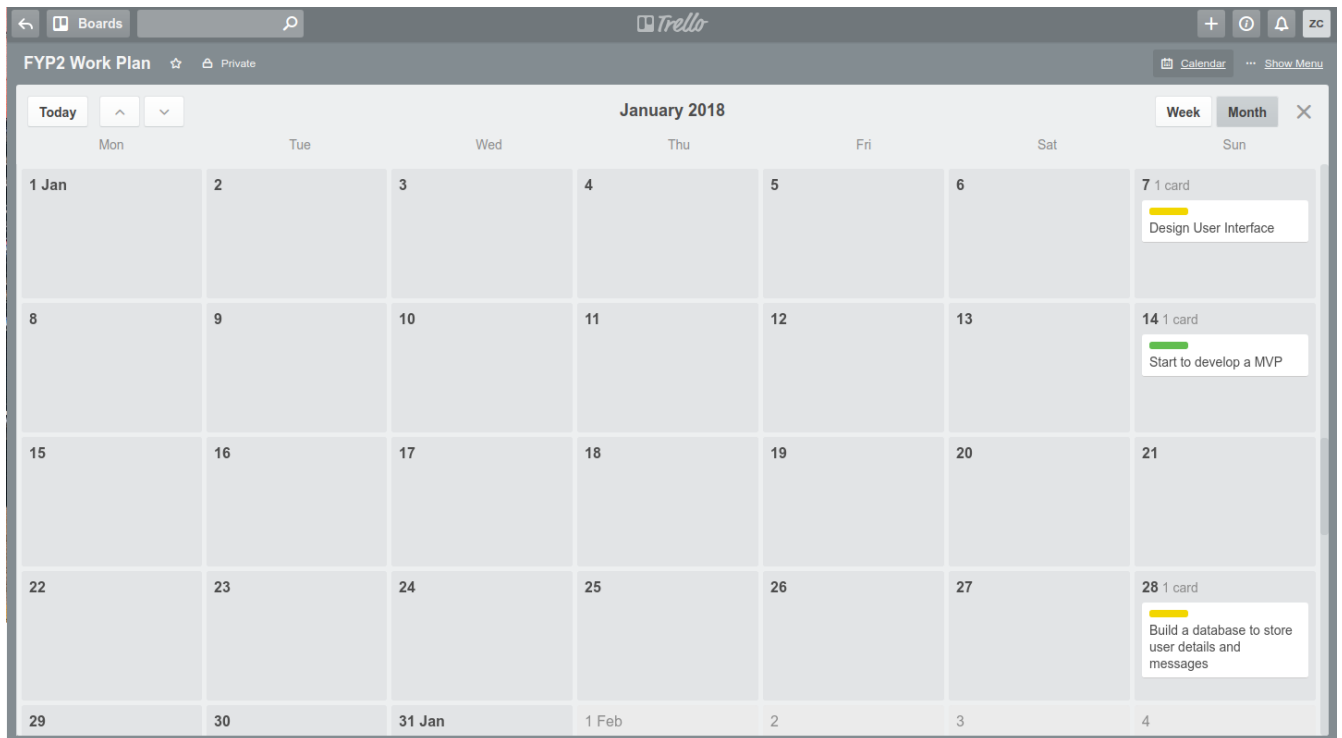 Boards
Trello
ZC
FYP2 Work Plan Private
Calendar ··· Show Menu
Today
January 2018
Week Month
Mon Tue Wed Thu Fri Sat Sun
1 Jan 2 3 4 5 6 7 1 card
Design User Interface
8 9 10 11 12 13 14 1 card
Start to develop a MVP
15 16 17 18 19 20 21
22 23 24 25 26 27 28 1 card
Build a database to store
user details and
messages
29 30 31 Jan 1 Feb 2 3 4